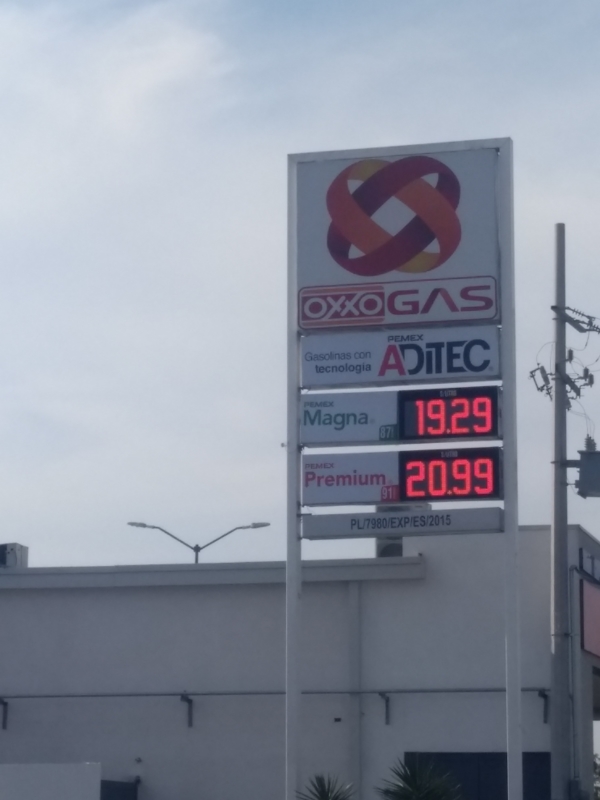 OXXO GAS
PEMEX
Gasolinas con
tecnología
ADiTEC
PEMEX
Magna
87
19.29
PEMEX
Premium
91
20.99
PL/7980/EXP/ES/2015